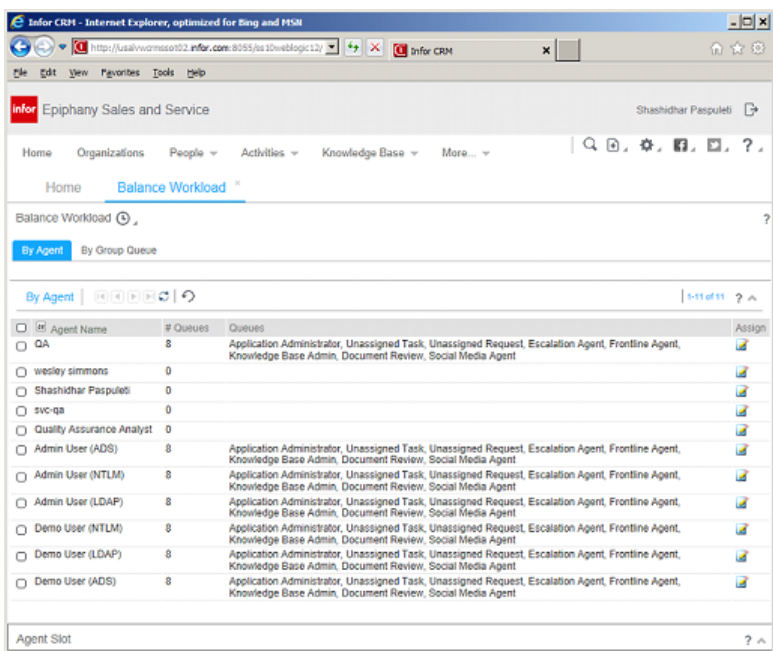 Infor CRM - Internet Explorer, optimized for Bing and MSN
http://usalvwcrmssot02.infor.com:8055/ss10weblogic12/
Infor CRM
File Edit View Favorites Tools Help
infor Epiphany Sales and Service
Shashidhar Paspuleti
Home Organizations People Activities Knowledge Base More...
Home Balance Workload
Balance Workload ?
By Agent By Group Queue
By Agent 1-11 of 11 ?
Agent Name # Queues Queues Assign
QA 8 Application Administrator, Unassigned Task, Unassigned Request, Escalation Agent, Frontline Agent,
Knowledge Base Admin, Document Review, Social Media Agent
wesley simmons 0
Shashidhar Paspuleti 0
svc-qa 0
Quality Assurance Analyst 0
Admin User (ADS) 8 Application Administrator, Unassigned Task, Unassigned Request, Escalation Agent, Frontline Agent,
Knowledge Base Admin, Document Review, Social Media Agent
Admin User (NTLM) 8 Application Administrator, Unassigned Task, Unassigned Request, Escalation Agent, Frontline Agent,
Knowledge Base Admin, Document Review, Social Media Agent
Admin User (LDAP) 8 Application Administrator, Unassigned Task, Unassigned Request, Escalation Agent, Frontline Agent,
Knowledge Base Admin, Document Review, Social Media Agent
Demo User (NTLM) 8 Application Administrator, Unassigned Task, Unassigned Request, Escalation Agent, Frontline Agent,
Knowledge Base Admin, Document Review, Social Media Agent
Demo User (LDAP) 8 Application Administrator, Unassigned Task, Unassigned Request, Escalation Agent, Frontline Agent,
Knowledge Base Admin, Document Review, Social Media Agent
Demo User (ADS) 8 Application Administrator, Unassigned Task, Unassigned Request, Escalation Agent, Frontline Agent,
Knowledge Base Admin, Document Review, Social Media Agent
Agent Slot ?